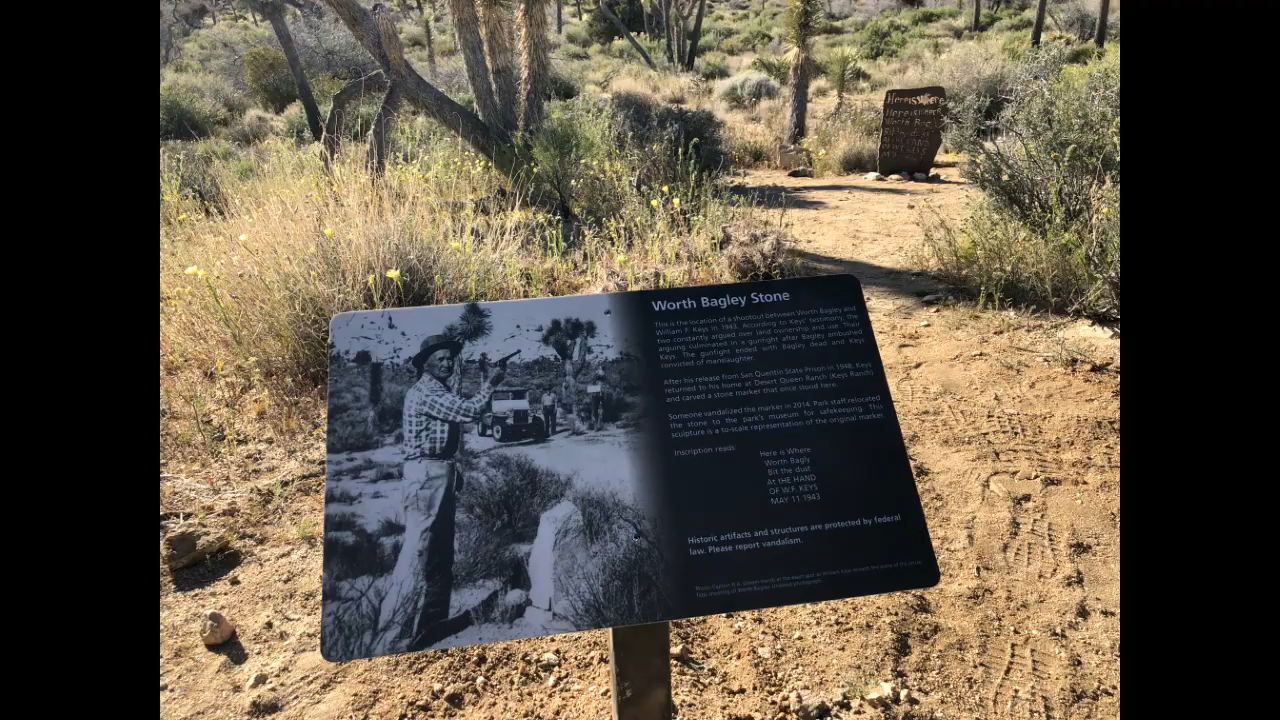 Here is where
Worth Bagley Stone
This is the location of a shootout between Worth Bagley and
William F. Keys in 1943. According to Keys' testimony, the
two constantly argued over land ownership and use. Their
arguing culminated in a gunfight after Bagley ambushed
Keys. The gunfight ended with Bagley dead and Keys
convicted of manslaughter.
After his release from San Quentin State Prison in 1948, Keys
returned to his home at Desert Queen Ranch (Keys Ranch)
and carved a stone marker that once stood here.
Someone vandalized the marker in 2014. Park staff relocated
the stone to the park's museum for safekeeping. This
sculpture is a to-scale representation of the original marker.
Inscription reads:
Here is Where
Worth Bagly
Bit the dust
At the HAND
OF W.F. KEYS
MAY 11 1943
Historic artifacts and structures are protected by federal
law. Please report vandalism.